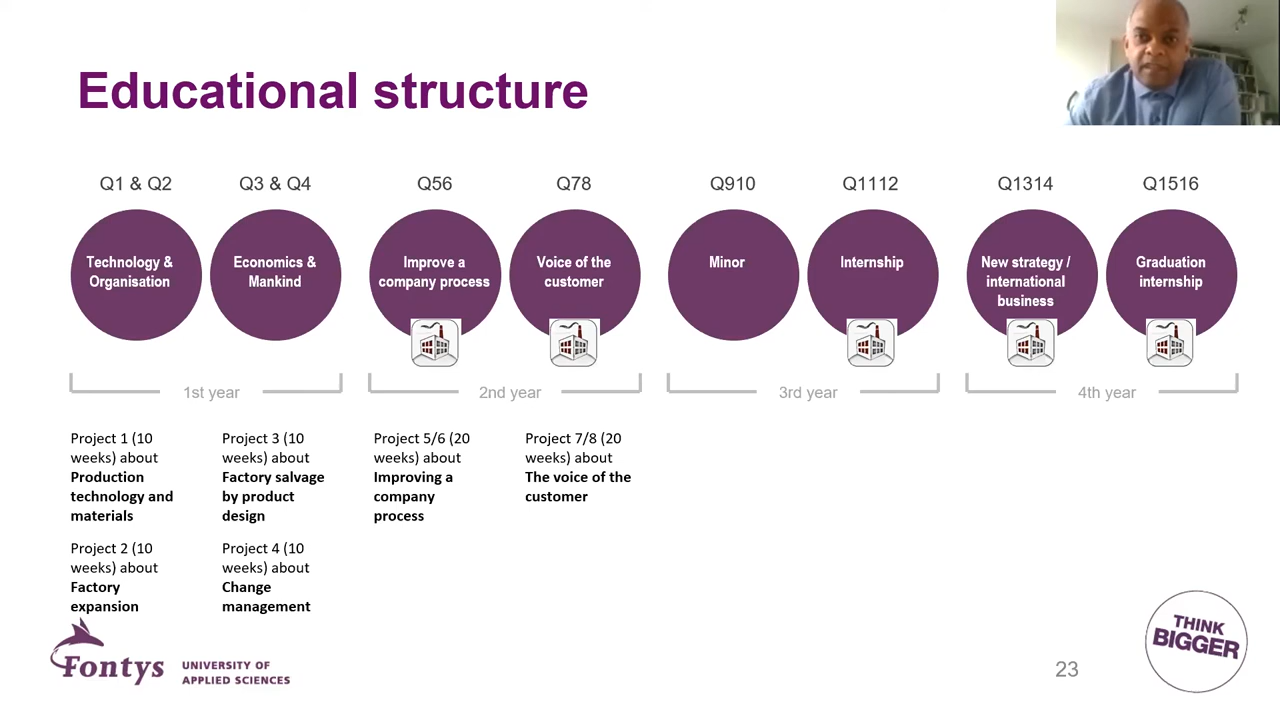 Educational structure
Q1 & Q2
Q3 & Q4
Q56
Q78
Q910
Q1112
Q1314
Q1516
Technology &
Organisation
Economics &
Mankind
Improve a
company process
Voice of the
customer
Minor
Internship
New strategy /
international
business
Graduation
internship
1st year
2nd year
3rd year
4th year
Project 1 (10
weeks) about
Production
technology and
materials
Project 2 (10
weeks) about
Factory
expansion
Project 3 (10
weeks) about
Factory salvage
by product
design
Project 4 (10
weeks) about
Change
management
Project 5/6 (20
weeks) about
Improving a
company
process
Project 7/8 (20
weeks) about
The voice of the
customer
Fontys
UNIVERSITY OF
APPLIED SCIENCES
23
THINK
BIGGER